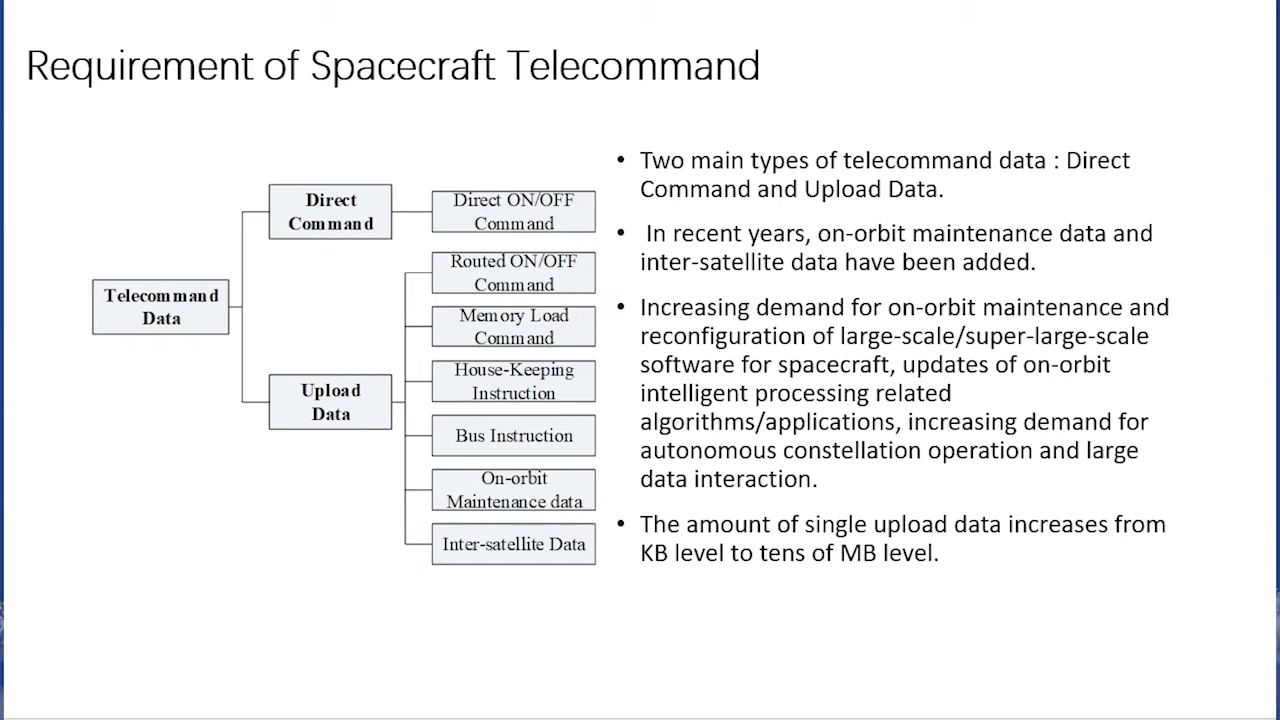 Requirement of Spacecraft Telecommand
Telecommand
Data
Direct
Command
Upload
Data
Direct ON/OFF
Command
Routed ON/OFF
Command
Memory Load
Command
House-Keeping
Instruction
Bus Instruction
On-orbit
Maintenance data
Inter-satellite Data
• Two main types of telecommand data : Direct
Command and Upload Data.
• In recent years, on-orbit maintenance data and
inter-satellite data have been added.
• Increasing demand for on-orbit maintenance and
reconfiguration of large-scale/super-large-scale
software for spacecraft, updates of on-orbit
intelligent processing related
algorithms/applications, increasing demand for
autonomous constellation operation and large
data interaction.
• The amount of single upload data increases from
KB level to tens of MB level.